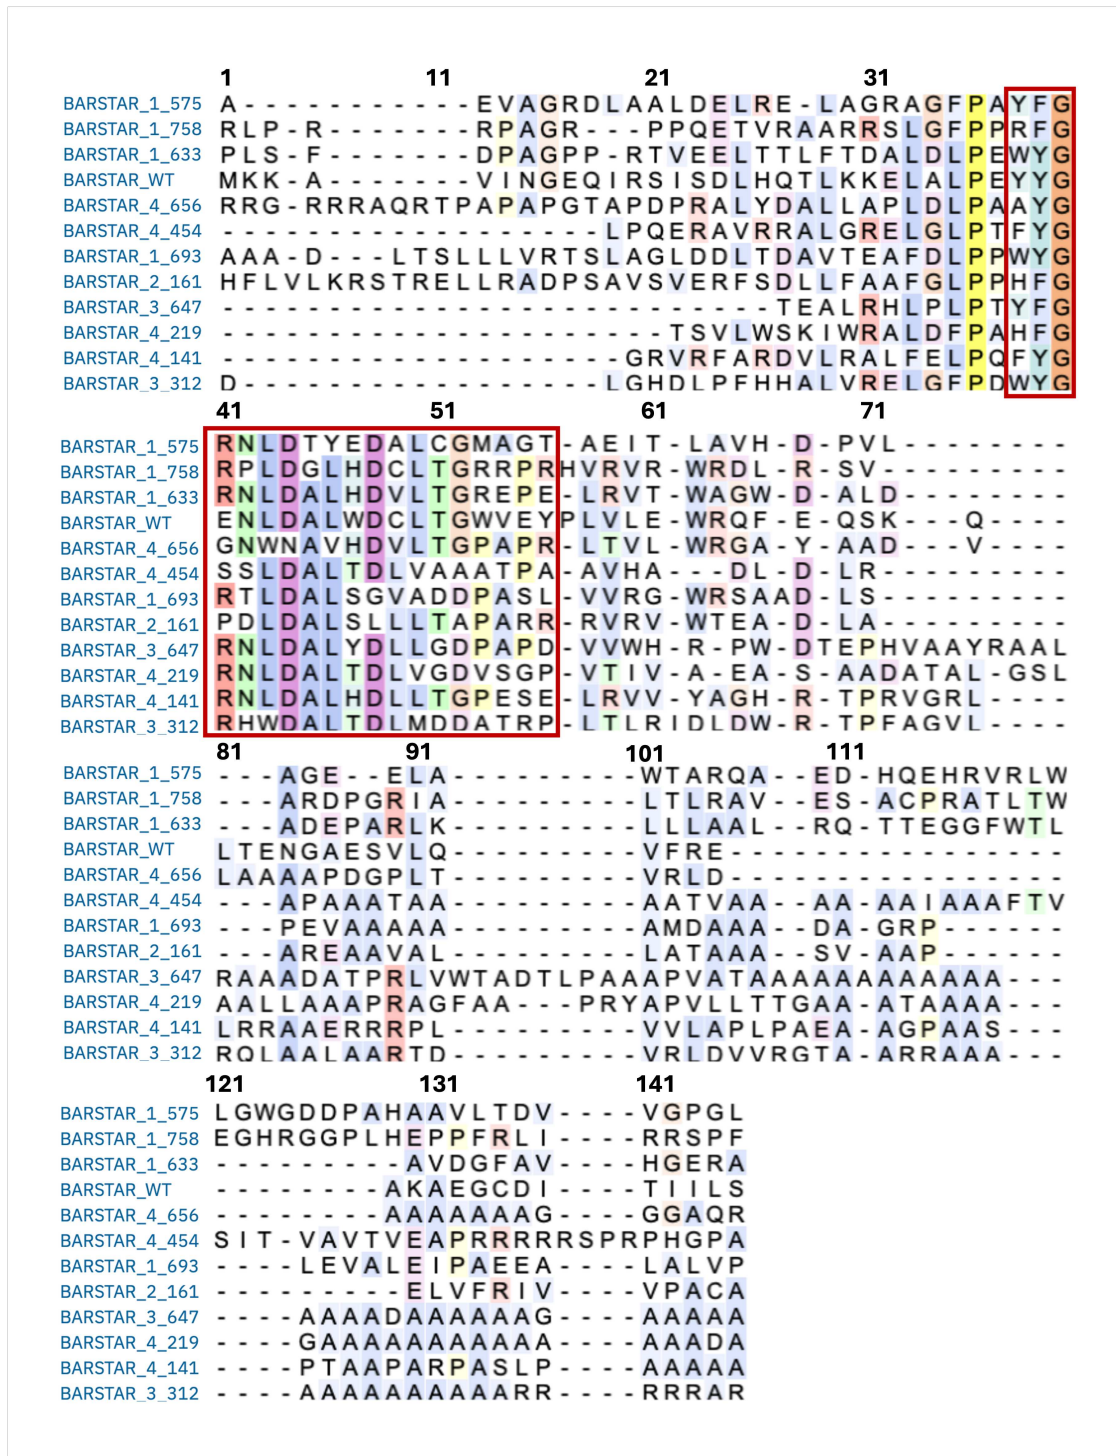 1 11 21 31
BARSTAR_1_575 A-----------EVAGRDLAALDELRE-LAGRAGFPAYFG
BARSTAR_1_758 RLP-R-------RPAGR---PPQETVRAARRSLGFPPRFG
BARSTAR_1_633 PLS-F-------DPAGPP-RTVEELTTLFTDALDLPEWYG
BARSTAR_WT MKK-A-------VINGEQIRSISDLHQTLKKELALPEYYG
BARSTAR_4_656 RRG-RRRAQRTPAPAPGTAPDPRALYDALLAPLDLPAAYG
BARSTAR_4_454 ------------------LPQERAVRRALGRELGLPTFYG
BARSTAR_1_693 AAA-D---LTSLLLVRTSLAGLDDLTDAVTEAFDLPPWYG
BARSTAR_2_161 HFLVLKRSTRELLRADPSAVSVERFSDLLFAAFGLPPHFG
BARSTAR_3_647 --------------------------TEALRHLPLPTYFG
BARSTAR_4_219 ---------------------TSVLWSKIWRALDFPAHFG
BARSTAR_4_141 -------------------GRVRFARDVLRALFELPQFYG
BARSTAR_3_312 D-----------------LGHDLPFHHALVRELGFPDWYG
41 51 61 71
BARSTAR_1_575 RNLDTYEDALCGMAGT-AEIT-LAVH-D-PVL--------
BARSTAR_1_758 RPLDGLHDCLTGRRPRHVRVR-WRDL-R-SV---------
BARSTAR_1_633 RNLDALHDVLTGREPE-LRVT-WAGW-D-ALD--------
BARSTAR_WT ENLDALWDCLTGWVEYPLVLE-WRQF-E-QSK---Q----
BARSTAR_4_656 GNWNAVHDVLTGPAPR-LTVL-WRGA-Y-AAD---V----
BARSTAR_4_454 SSLDALTDLVAAATPA-AVHA---DL-D-LR---------
BARSTAR_1_693 RTLDALSGVADDPASL-VVRG-WRSAAD-LS---------
BARSTAR_2_161 PDLDALSLLLTAPARR-RVRV-WTEA-D-LA---------
BARSTAR_3_647 RNLDALYDLLGDPAPD-VVWH-R-PW-DTEPHVAAYRAAL
BARSTAR_4_219 RNLDALTDLVGDVSGP-VTIV-A-EA-S-AADATAL-GSL
BARSTAR_4_141 RNLDALHDLLTGPESE-LRVV-YAGH-R-TPRVGRL----
BARSTAR_3_312 RHWDALTDLMDDATRP-LTLRIDLDW-R-TPFAGVL----
81 91 101 111
BARSTAR_1_575 ---AGE--ELA---------WTARQA--ED-HQEHRVRLW
BARSTAR_1_758 ---ARDPGRIA---------LTLRAV--ES-ACPRATLTW
BARSTAR_1_633 ---ADEPARLK---------LLLAAL--RQ-TTEGGFWTL
BARSTAR_WT LTENGAESVLQ---------VFRE----------------
BARSTAR_4_656 LAAAAPDGPLT---------VRLD----------------
BARSTAR_4_454 ---APAAATAA---------AATVAA--AA-AAIAAAFTV
BARSTAR_1_693 ---PEVAAAAA---------AMDAAA--DA-GRP------
BARSTAR_2_161 ---AREAAVAL---------LATAAA--SV-AAP------
BARSTAR_3_647 RAAADATPRLVWTADTLPAAAPVATAAAAAAAAAAAA---
BARSTAR_4_219 AALLAAAPRAGFAA---PRYAPVLLTTGAA-ATAAAA---
BARSTAR_4_141 LRRAAERRRPL---------VVLAPLPAEA-AGPAAS---
BARSTAR_3_312 RQLAALAARTD---------VRLDVVRGTA-ARRAAA---
121 131 141
BARSTAR_1_575 LGWGDDPAHAAVLTDV----VGPGL
BARSTAR_1_758 EGHRGGPLHEPPFRLI----RRSPF
BARSTAR_1_633 ---------AVDGFAV----HGERA
BARSTAR_WT --------AKAEGCDI----TIILS
BARSTAR_4_656 --------AAAAAAAG----GGAQR
BARSTAR_4_454 SIT-VAVTVEAPRRRRRSPRPHGPA
BARSTAR_1_693 ----LEVALEIPAEEA----LALVP
BARSTAR_2_161 ---------ELVFRIV----VPACA
BARSTAR_3_647 ----AAAADAAAAAAG----AAAAA
BARSTAR_4_219 ----GAAAAAAAAAAA----AAADA
BARSTAR_4_141 ----PTAAPARPASLP----AAAAA
BARSTAR_3_312 ----AAAAAAAAAARR----RRRAR